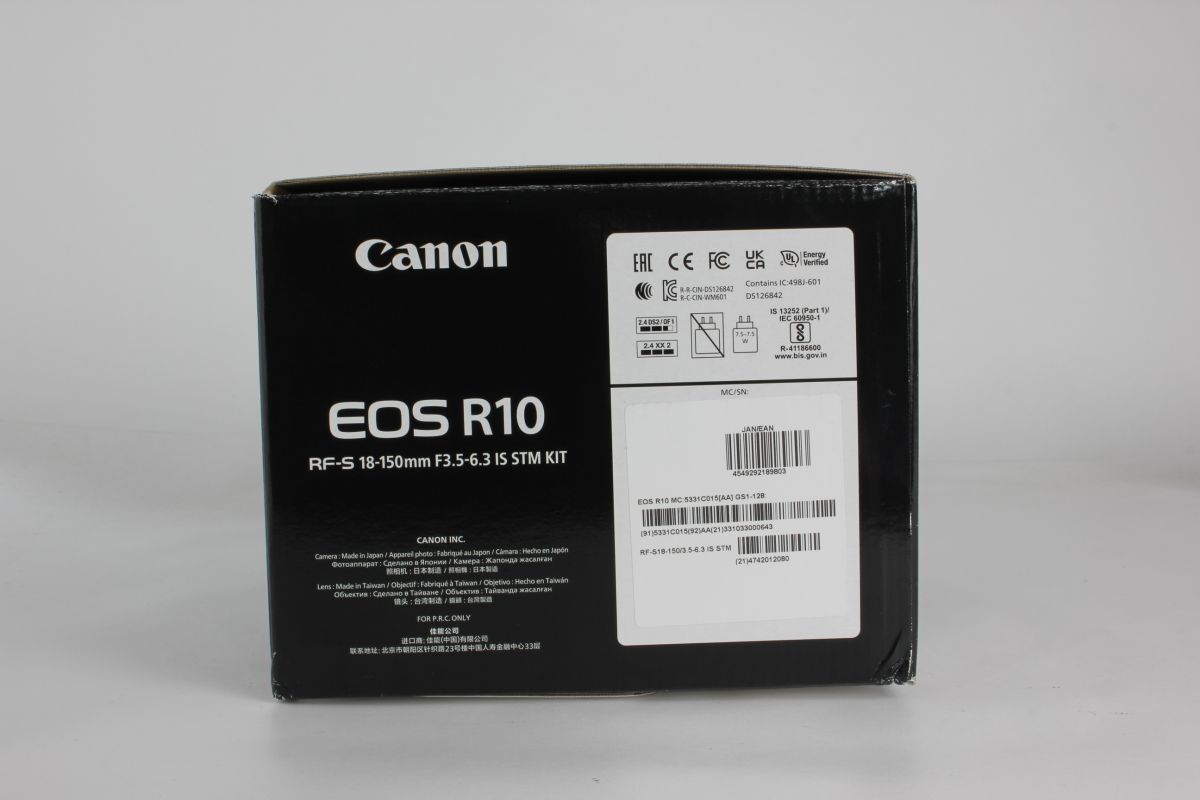 Canon
EOS R10
RF-S 18-150mm F3.5-6.3 IS STM KIT
CANON INC.
Camera : Made in Japan / Appareil photo : Fabriqué au Japon / Cámara : Hecho en Japón
Фотоаппарат : Сделано в Японии / Камера : Жапонда жасалған
照相机 : 日本制造 / 照相機 : 日本製造
Lens : Made in Taiwan / Objectif : Fabriqué à Taïwan / Objetivo : Hecho en Taiwán
Объектив : Сделано в Тайване / Объектив : Тайванда жасалған
镜头 : 台湾制造 / 鏡頭 : 台灣製造
FOR P.R.C. ONLY
佳能公司
进口商: 佳能(中国)有限公司
联系地址: 北京市朝阳区针织路23号楼中国人寿金融中心33层
EAC CE FC UK CA UL Energy Verified
R-R-CIN-DS126842
R-C-CIN-WM601
Contains IC:498J-601
DS126842
2.4 DS2 / OF1
2.4 XX 2
7.5-7.5
W
IS 13252 (Part 1)/
IEC 60950-1
R-41186600
www.bis.gov.in
MC/SN:
JAN/EAN
4549292189803
EOS R10 MC:5331C015[AA] GS1-128:
(91)5331C015(92)AA(21)331033000643
RF-S18-150/3.5-6.3 IS STM
(21)4742012080